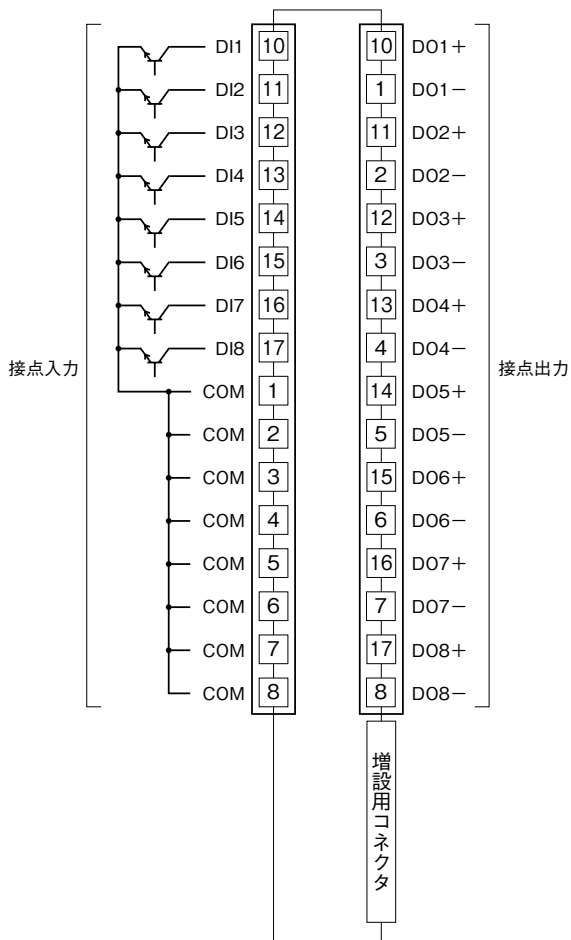 DI1 10 10 DO1+
DI2 11 1 DO1−
DI3 12 11 DO2+
DI4 13 2 DO2−
DI5 14 12 DO3+
DI6 15 3 DO3−
DI7 16 13 DO4+
DI8 17 4 DO4−
接点入力
接点出力
COM 1 14 DO5+
COM 2 5 DO5−
COM 3 15 DO6+
COM 4 6 DO6−
COM 5 16 DO7+
COM 6 7 DO7−
COM 7 17 DO8+
COM 8 8 DO8−
増設用コネクタ